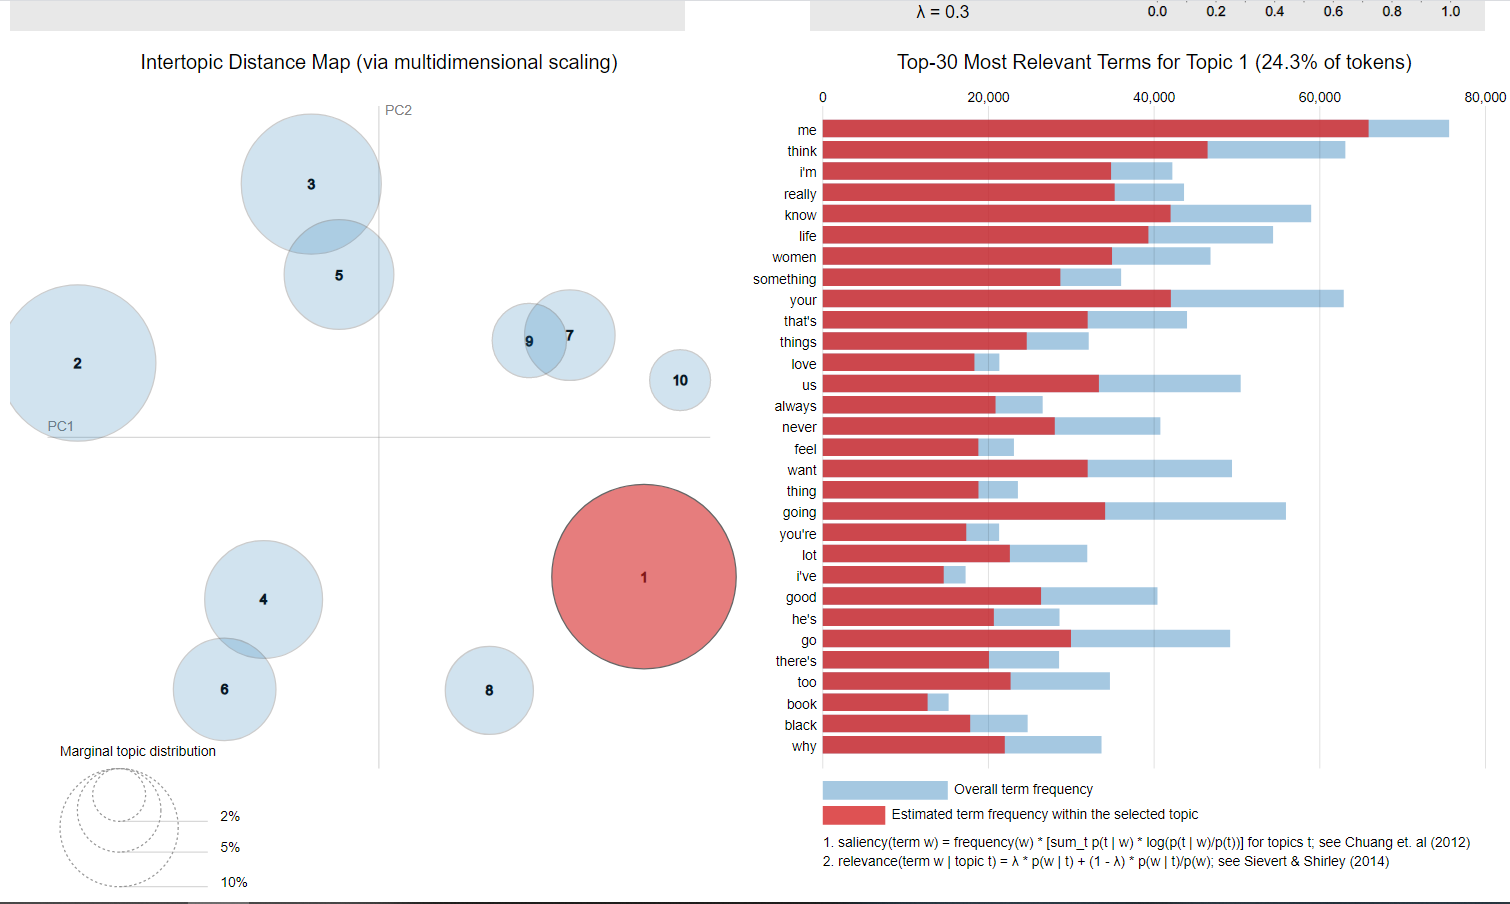 λ = 0.3
0.0 0.2 0.4 0.6 0.8 1.0
Intertopic Distance Map (via multidimensional scaling)
PC2
3
5
9
7
2
10
PC1
1
4
6
8
Marginal topic distribution
2%
5%
10%
Top-30 Most Relevant Terms for Topic 1 (24.3% of tokens)
0 20,000 40,000 60,000 80,000
me
think
i'm
really
know
life
women
something
your
that's
things
love
us
always
never
feel
want
thing
going
you're
lot
i've
good
he's
go
there's
too
book
black
why
Overall term frequency
Estimated term frequency within the selected topic
1. saliency(term w) = frequency(w) * [sum_t p(t | w) * log(p(t | w)/p(t))] for topics t; see Chuang et. al (2012)
2. relevance(term w | topic t) = λ * p(w | t) + (1 - λ) * p(w | t)/p(w); see Sievert & Shirley (2014)